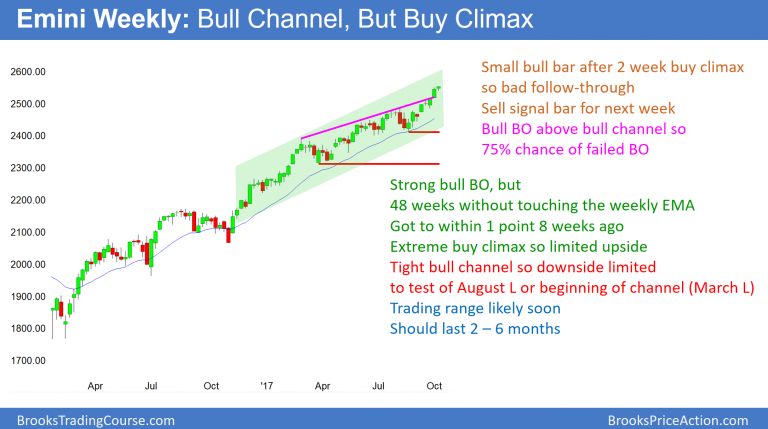 Emini Weekly: Bull Channel, But Buy Climax
2600.00
2500.00
2400.00
2300.00
2200.00
2100.00
2000.00
1900.00
1800.00
1700.00
Apr
Jul
Oct
'17
Apr
Jul
Oct
Small bull bar after 2 week buy climax
so bad follow-through
Sell signal bar for next week
Bull BO above bull channel so
75% chance of failed BO
Strong bull BO, but
48 weeks without touching the weekly EMA
Got to within 1 point 8 weeks ago
Extreme buy climax so limited upside
Tight bull channel so downside limited
to test of August L or beginning of channel (March L)
Trading range likely soon
Should last 2 – 6 months
BrooksTradingCourse.com
BrooksPriceAction.com